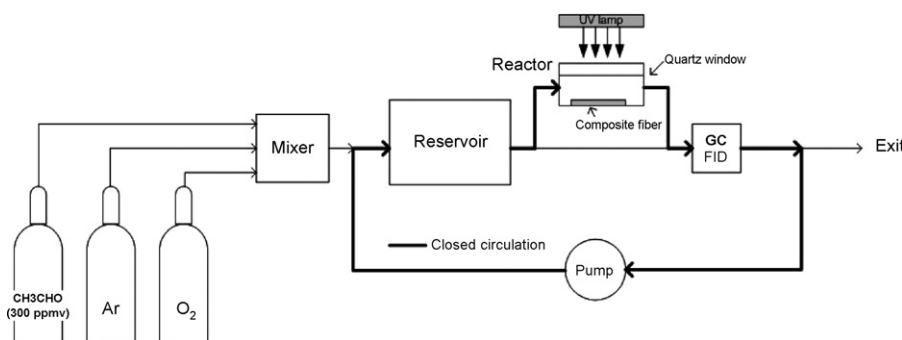 UV lamp
Reactor
Quartz window
Composite fiber
Mixer
Reservoir
GC
FID
Exit
Closed circulation
Pump
CH3CHO
(300 ppmv)
Ar
O₂